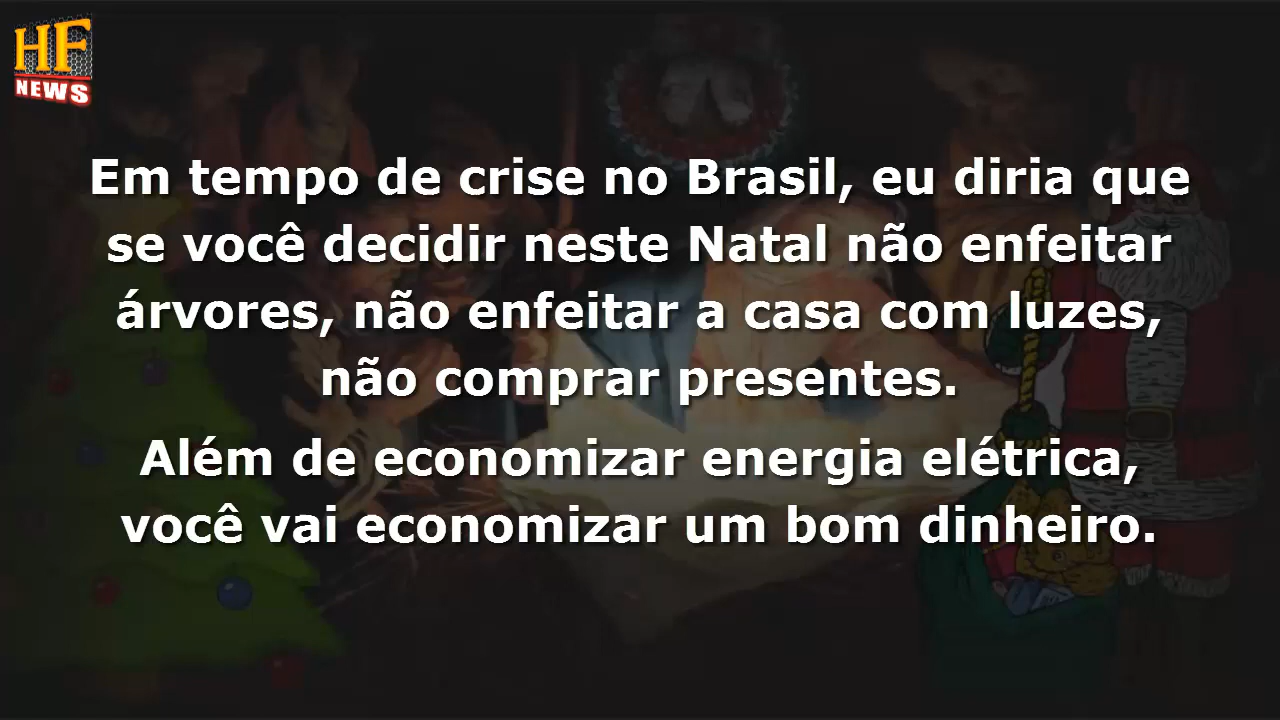 HF
NEWS
Em tempo de crise no Brasil, eu diria que
se você decidir neste Natal não enfeitar
árvores, não enfeitar a casa com luzes,
não comprar presentes.
Além de economizar energia elétrica,
você vai economizar um bom dinheiro.